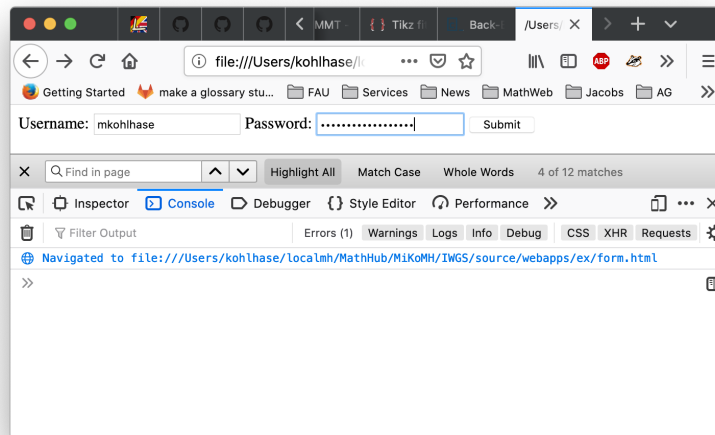 MMT - Tikz fi Back- /Users/
file:///Users/kohlhase/l
Getting Started make a glossary stu... FAU Services News MathWeb Jacobs AG
Username: mkohlhase Password: •••••••••••••••••• Submit
Find in page Highlight All Match Case Whole Words 4 of 12 matches
Inspector Console Debugger Style Editor Performance
Filter Output Errors (1) Warnings Logs Info Debug CSS XHR Requests
Navigated to file:///Users/kohlhase/localmh/MathHub/MiKoMH/IWGS/source/webapps/ex/form.html